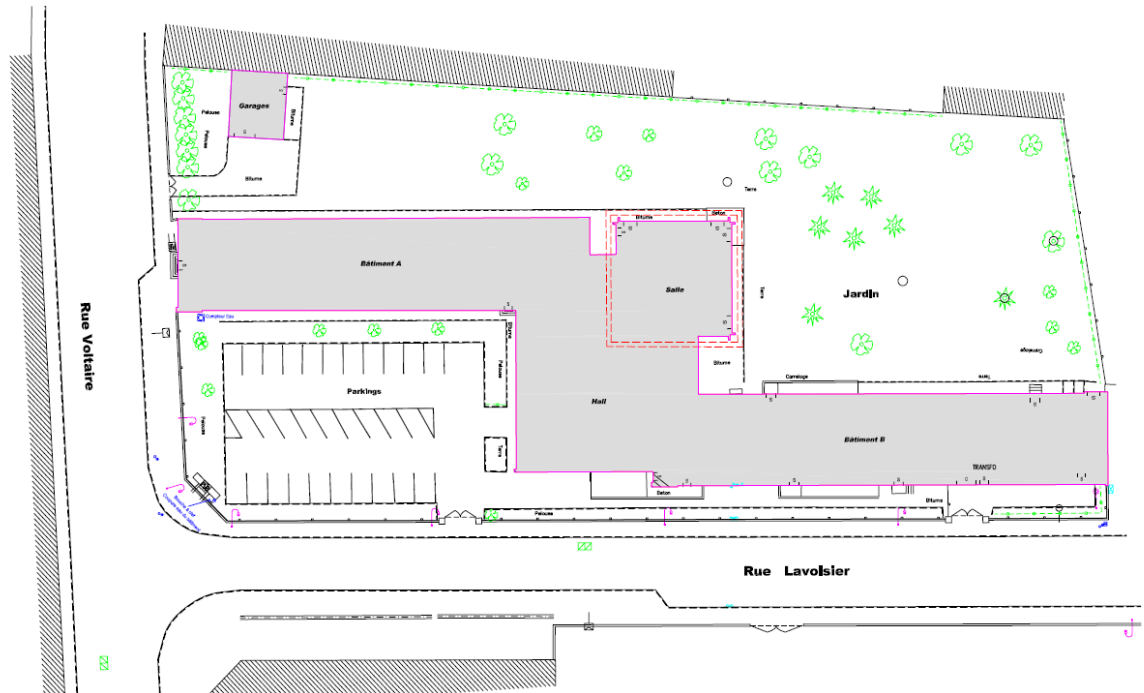 Garages
Pelouse
Pelouse
Bitume
Bitume
Terre
Bitume
Beton
Bâtiment A
Salle
Terre
Jardin
Compteur Gaz
Bitume
Pelouse
Bitume
Carrelage
Carrelage
Terre
Rue Voltaire
Parkings
Hall
Pelouse
Terre
Bâtiment B
TRANSFO
Beton
Bitume
Pelouse
Rue Lavoisier